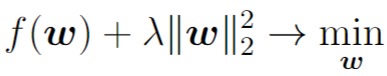 f(w) + λ‖w‖₂² → min_w